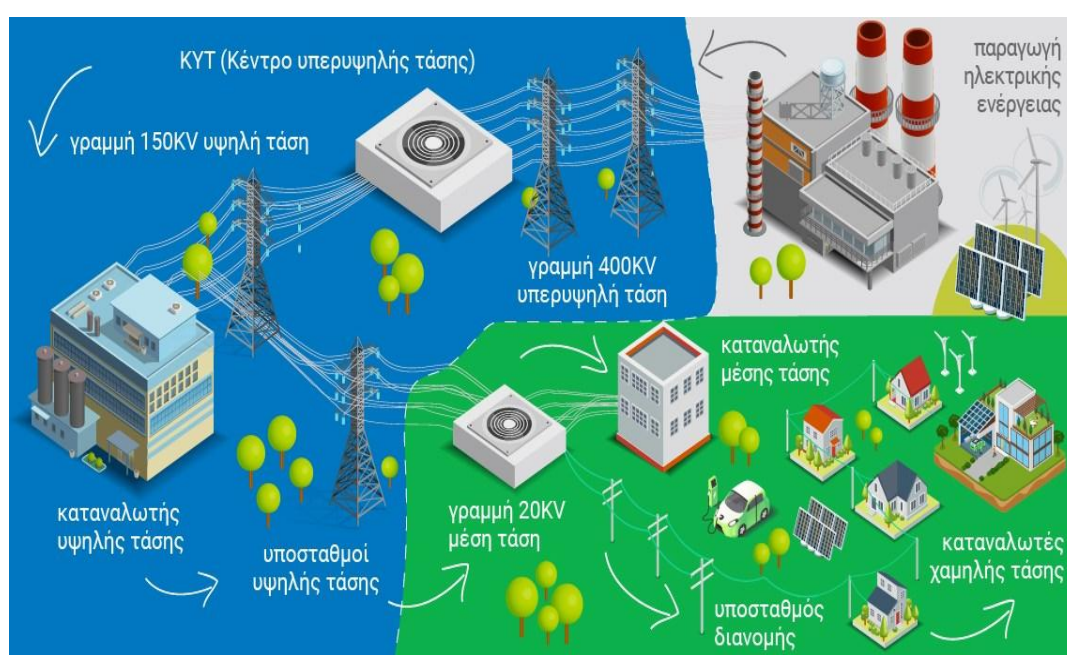 ΚΥΤ (Κέντρο υπερυψηλής τάσης)
γραμμή 150KV υψηλή τάση
παραγωγή
ηλεκτρικής
ενέργειας
γραμμή 400KV
υπερυψηλή τάση
καταναλωτής
υψηλής τάσης
υποσταθμοί
υψηλής τάσης
γραμμή 20KV
μέση τάση
καταναλωτής
μέσης τάσης
υποσταθμός
διανομής
καταναλωτές
χαμηλής τάσης